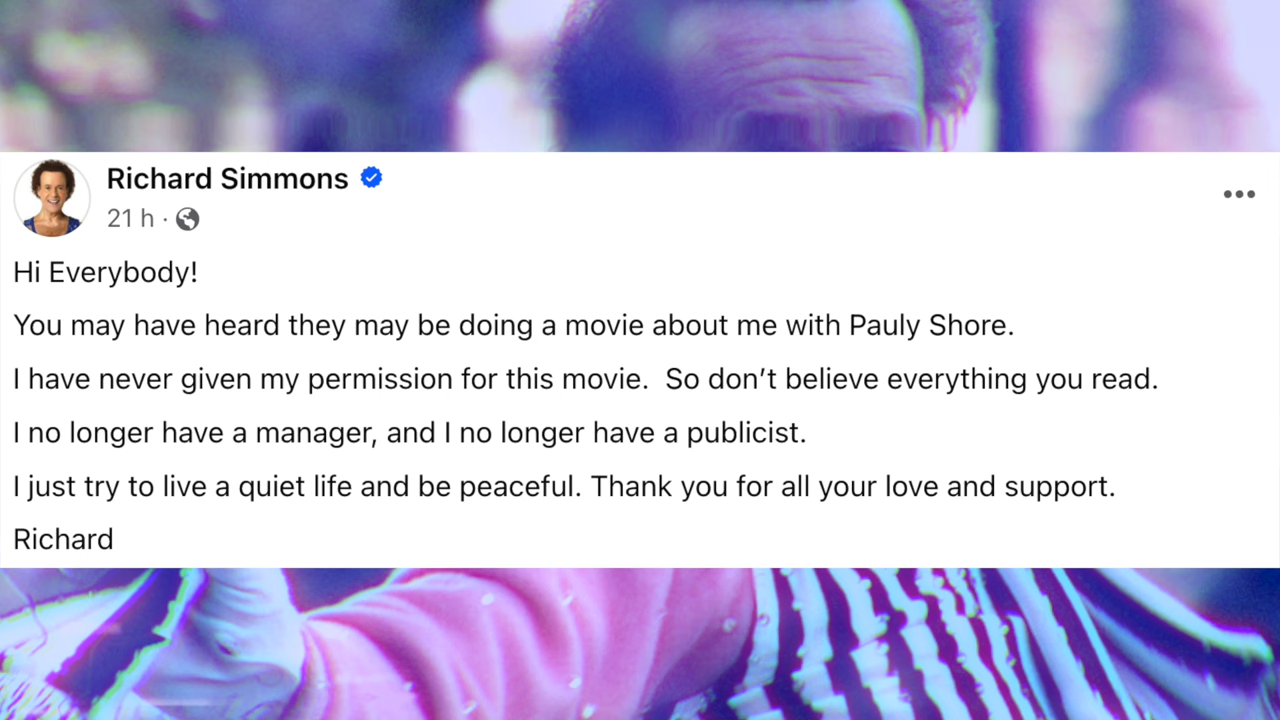 Richard Simmons
21 h ·
Hi Everybody!
You may have heard they may be doing a movie about me with Pauly Shore.
I have never given my permission for this movie.  So don’t believe everything you read.
I no longer have a manager, and I no longer have a publicist.
I just try to live a quiet life and be peaceful. Thank you for all your love and support.
Richard